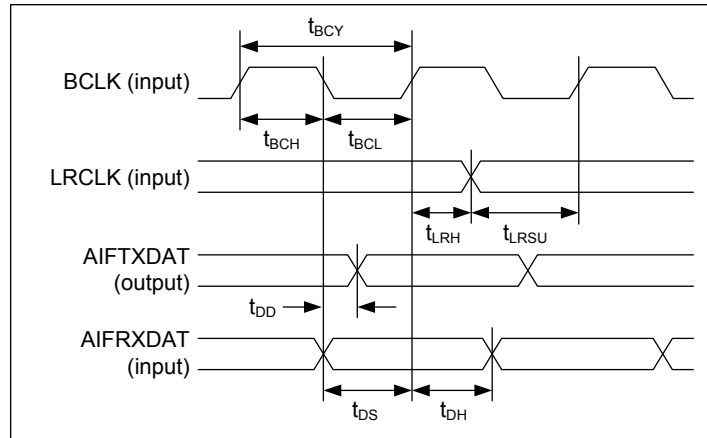 tBCY
BCLK (input)
tBCH
tBCL
LRCLK (input)
tLRH
tLRSU
AIFTXDAT
(output)
tDD
AIFRXDAT
(input)
tDS
tDH